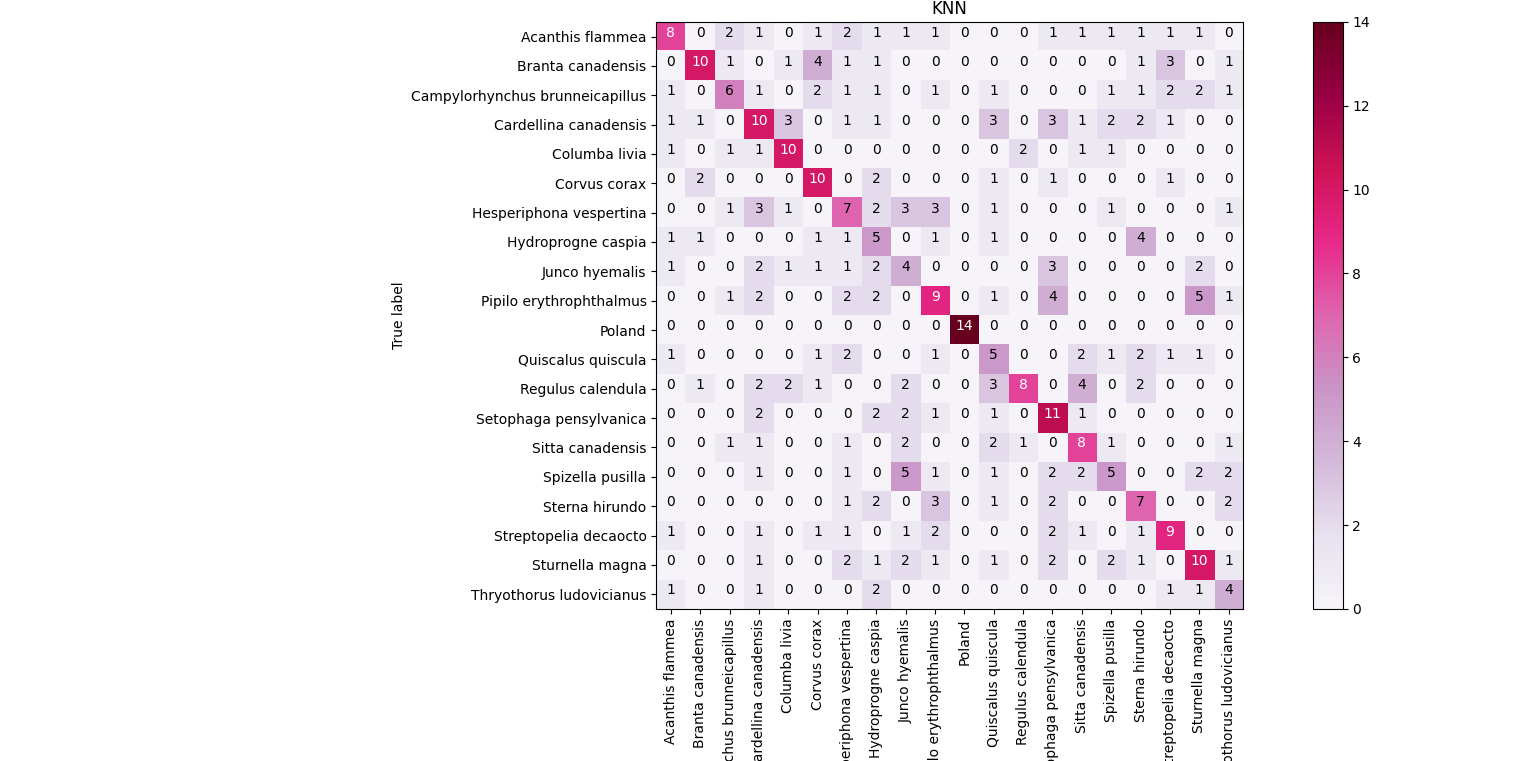 KNN
Acanthis flammea 8 0 2 1 0 1 2 1 1 1 0 0 0 1 1 1 1 1 1 0
Branta canadensis 0 10 1 0 1 4 1 1 0 0 0 0 0 0 0 0 1 3 0 1
Campylorhynchus brunneicapillus 1 0 6 1 0 2 1 1 0 1 0 1 0 0 0 1 1 2 2 1
Cardellina canadensis 1 1 0 10 3 0 1 1 0 0 0 3 0 3 1 2 2 1 0 0
Columba livia 1 0 1 1 10 0 0 0 0 0 0 0 2 0 1 1 0 0 0 0
Corvus corax 0 2 0 0 0 10 0 2 0 0 0 1 0 1 0 0 0 1 0 0
Hesperiphona vespertina 0 0 1 3 1 0 7 2 3 3 0 1 0 0 0 1 0 0 0 1
Hydroprogne caspia 1 1 0 0 0 1 1 5 0 1 0 1 0 0 0 0 4 0 0 0
Junco hyemalis 1 0 0 2 1 1 1 2 4 0 0 0 0 3 0 0 0 0 2 0
Pipilo erythrophthalmus 0 0 1 2 0 0 2 2 0 9 0 1 0 4 0 0 0 0 5 1
Poland 0 0 0 0 0 0 0 0 0 0 14 0 0 0 0 0 0 0 0 0
Quiscalus quiscula 1 0 0 0 0 1 2 0 0 1 0 5 0 0 2 1 2 1 1 0
Regulus calendula 0 1 0 2 2 1 0 0 2 0 0 3 8 0 4 0 2 0 0 0
Setophaga pensylvanica 0 0 0 2 0 0 0 2 2 1 0 1 0 11 1 0 0 0 0 0
Sitta canadensis 0 0 1 1 0 0 1 0 2 0 0 2 1 0 8 1 0 0 0 1
Spizella pusilla 0 0 0 1 0 0 1 0 5 1 0 1 0 2 2 5 0 0 2 2
Sterna hirundo 0 0 0 0 0 0 1 2 0 3 0 1 0 2 0 0 7 0 0 2
Streptopelia decaocto 1 0 0 1 0 1 1 0 1 2 0 0 0 2 1 0 1 9 0 0
Sturnella magna 0 0 0 1 0 0 2 1 2 1 0 1 0 2 0 2 1 0 10 1
Thryothorus ludovicianus 1 0 0 1 0 0 0 2 0 0 0 0 0 0 0 0 0 1 1 4
True label
Acanthis flammea
Branta canadensis
chus brunneicapillus
ardellina canadensis
Columba livia
Corvus corax
periphona vespertina
Hydroprogne caspia
Junco hyemalis
lo erythrophthalmus
Poland
Quiscalus quiscula
Regulus calendula
ophaga pensylvanica
Sitta canadensis
Spizella pusilla
Sterna hirundo
treptopelia decaocto
Sturnella magna
othorus ludovicianus
14
12
10
8
6
4
2
0